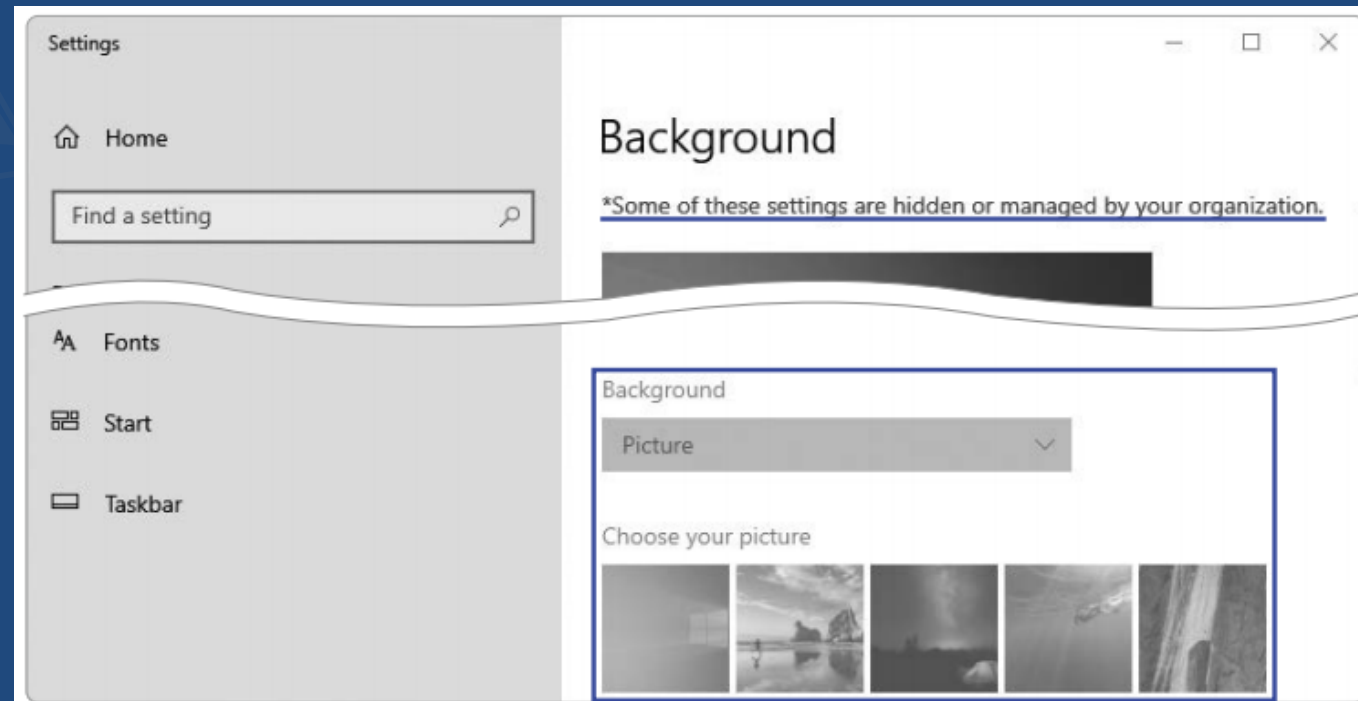 Settings
Home
Find a setting
Fonts
Start
Taskbar
Background
*Some of these settings are hidden or managed by your organization.
Background
Picture
Choose your picture